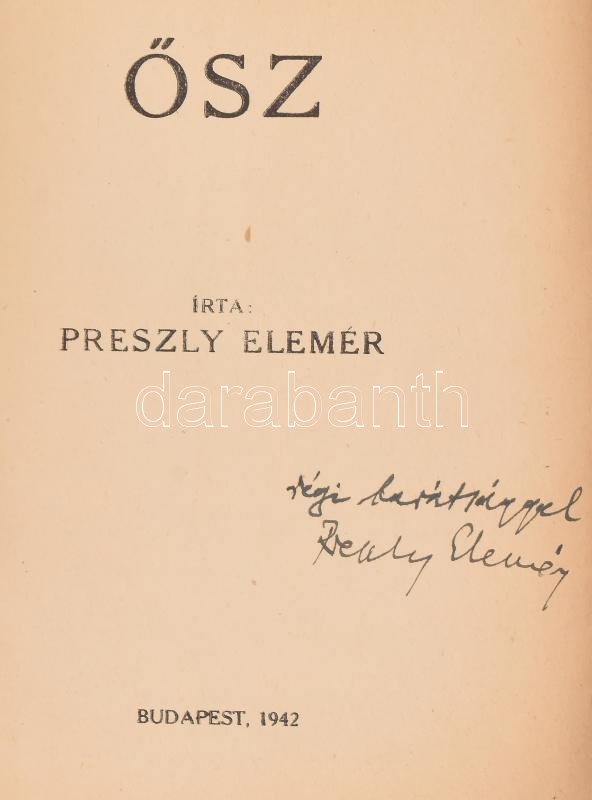 ŐSZ
ÍRTA:
PRESZLY ELEMÉR
darabanth
régi barátsággal
Preszly Elemér
BUDAPEST, 1942